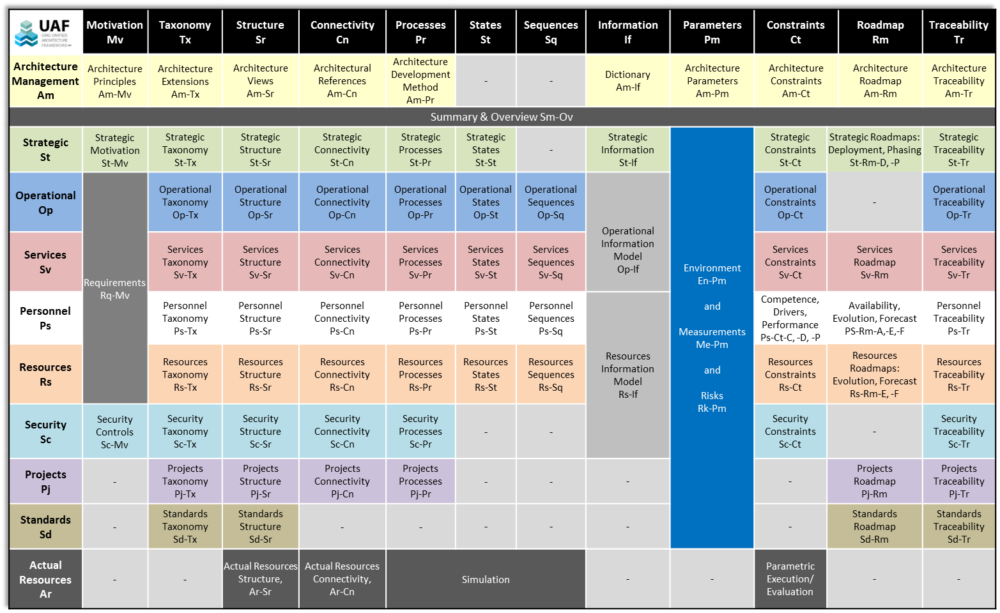 UAF
OMG UNIFIED
ARCHITECTURE
FRAMEWORK
Motivation
Mv
Taxonomy
Tx
Structure
Sr
Connectivity
Cn
Processes
Pr
States
St
Sequences
Sq
Information
If
Parameters
Pm
Constraints
Ct
Roadmap
Rm
Traceability
Tr
Architecture
Management
Am
Architecture
Principles
Am-Mv
Architecture
Extensions
Am-Tx
Architecture
Views
Am-Sr
Architectural
References
Am-Cn
Architecture
Development
Method
Am-Pr
-
-
Dictionary
Am-If
Architecture
Parameters
Am-Pm
Architecture
Constraints
Am-Ct
Architecture
Roadmap
Am-Rm
Architecture
Traceability
Am-Tr
Summary & Overview Sm-Ov
Strategic
St
Strategic
Motivation
St-Mv
Strategic
Taxonomy
St-Tx
Strategic
Structure
St-Sr
Strategic
Connectivity
St-Cn
Strategic
Processes
St-Pr
Strategic
States
St-St
-
Strategic
Information
St-If
Environment
En-Pm
and
Measurements
Me-Pm
and
Risks
Rk-Pm
Strategic
Constraints
St-Ct
Strategic Roadmaps:
Deployment, Phasing
St-Rm-D, -P
Strategic
Traceability
St-Tr
Operational
Op
Requirements
Rq-Mv
Operational
Taxonomy
Op-Tx
Operational
Structure
Op-Sr
Operational
Connectivity
Op-Cn
Operational
Processes
Op-Pr
Operational
States
Op-St
Operational
Sequences
Op-Sq
Operational
Information
Model
Op-If
Operational
Constraints
Op-Ct
-
Operational
Traceability
Op-Tr
Services
Sv
Services
Taxonomy
Sv-Tx
Services
Structure
Sv-Sr
Services
Connectivity
Sv-Cn
Services
Processes
Sv-Pr
Services
States
Sv-St
Services
Sequences
Sv-Sq
Services
Constraints
Sv-Ct
Services
Roadmap
Sv-Rm
Services
Traceability
Sv-Tr
Personnel
Ps
Personnel
Taxonomy
Ps-Tx
Personnel
Structure
Ps-Sr
Personnel
Connectivity
Ps-Cn
Personnel
Processes
Ps-Pr
Personnel
States
Ps-St
Personnel
Sequences
Ps-Sq
Resources
Information
Model
Rs-If
Competence,
Drivers,
Performance
Ps-Ct-C, -D, -P
Availability,
Evolution, Forecast
PS-Rm-A,-E,-F
Personnel
Traceability
Ps-Tr
Resources
Rs
Resources
Taxonomy
Rs-Tx
Resources
Structure
Rs-Sr
Resources
Connectivity
Rs-Cn
Resources
Processes
Rs-Pr
Resources
States
Rs-St
Resources
Sequences
Rs-Sq
Resources
Constraints
Rs-Ct
Resources
Roadmaps:
Evolution, Forecast
Rs-Rm-E, -F
Resources
Traceability
Rs-Tr
Security
Sc
Security
Controls
Sc-Mv
Security
Taxonomy
Sc-Tx
Security
Structure
Sc-Sr
Security
Connectivity
Sc-Cn
Security
Processes
Sc-Pr
-
-
Security
Constraints
Sc-Ct
-
Security
Traceability
Sc-Tr
Projects
Pj
-
Projects
Taxonomy
Pj-Tx
Projects
Structure
Pj-Sr
Projects
Connectivity
Pj-Cn
Projects
Processes
Pj-Pr
-
-
-
-
Projects
Roadmap
Pj-Rm
Projects
Traceability
Pj-Tr
Standards
Sd
-
Standards
Taxonomy
Sd-Tx
Standards
Structure
Sd-Sr
-
-
-
-
-
-
Standards
Roadmap
Sd-Rm
Standards
Traceability
Sd-Tr
Actual
Resources
Ar
-
-
Actual Resources
Structure,
Ar-Sr
Actual Resources
Connectivity,
Ar-Cn
Simulation
-
-
Parametric
Execution/
Evaluation
-
-